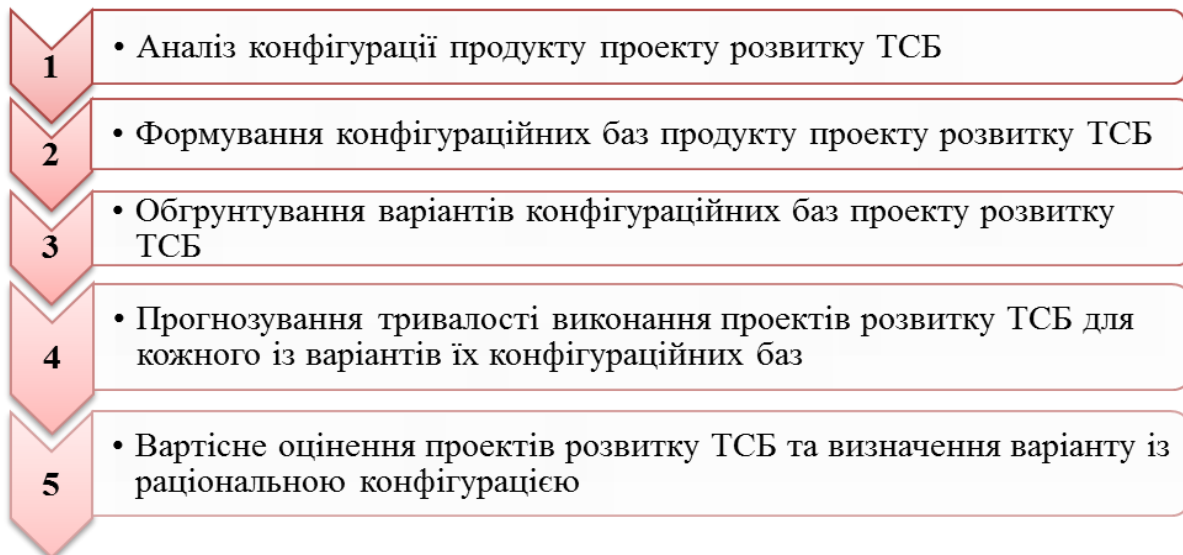 1
• Аналіз конфігурації продукту проекту розвитку ТСБ
2
• Формування конфігураційних баз продукту проекту розвитку ТСБ
3
• Обгрунтування варіантів конфігураційних баз проекту розвитку
ТСБ
4
• Прогнозування тривалості виконання проектів розвитку ТСБ для
кожного із варіантів їх конфігураційних баз
5
• Вартісне оцінення проектів розвитку ТСБ та визначення варіанту із
раціональною конфігурацією